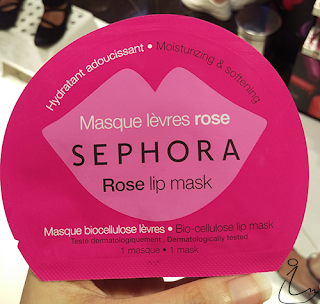 Hydratant adoucissant • Moisturizing & softening
Masque lèvres rose
SEPHORA
Rose lip mask
Masque biocellulose lèvres • Bio-cellulose lip mask
Testé dermatologiquement . Dermatologically tested
1 masque • 1 mask